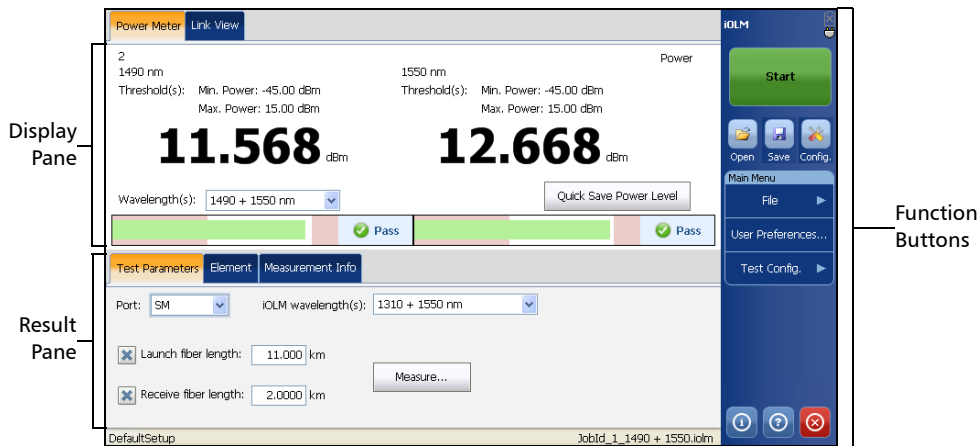 Power Meter
Link View
iOLM
2
Power
1490 nm
1550 nm
Threshold(s): Min. Power: -45.00 dBm
Max. Power: 15.00 dBm
Threshold(s): Min. Power: -45.00 dBm
Max. Power: 15.00 dBm
11.568 dBm
12.668 dBm
Wavelength(s): 1490 + 1550 nm
Quick Save Power Level
Pass
Pass
Test Parameters
Element
Measurement Info
Port: SM
iOLM wavelength(s): 1310 + 1550 nm
Launch fiber length: 11.000 km
Receive fiber length: 2.0000 km
Measure...
DefaultSetup
JobId_1_1490 + 1550.iolm
Start
Open
Save
Config.
Main Menu
File
User Preferences...
Test Config.
Display
Pane
Result
Pane
Function
Buttons